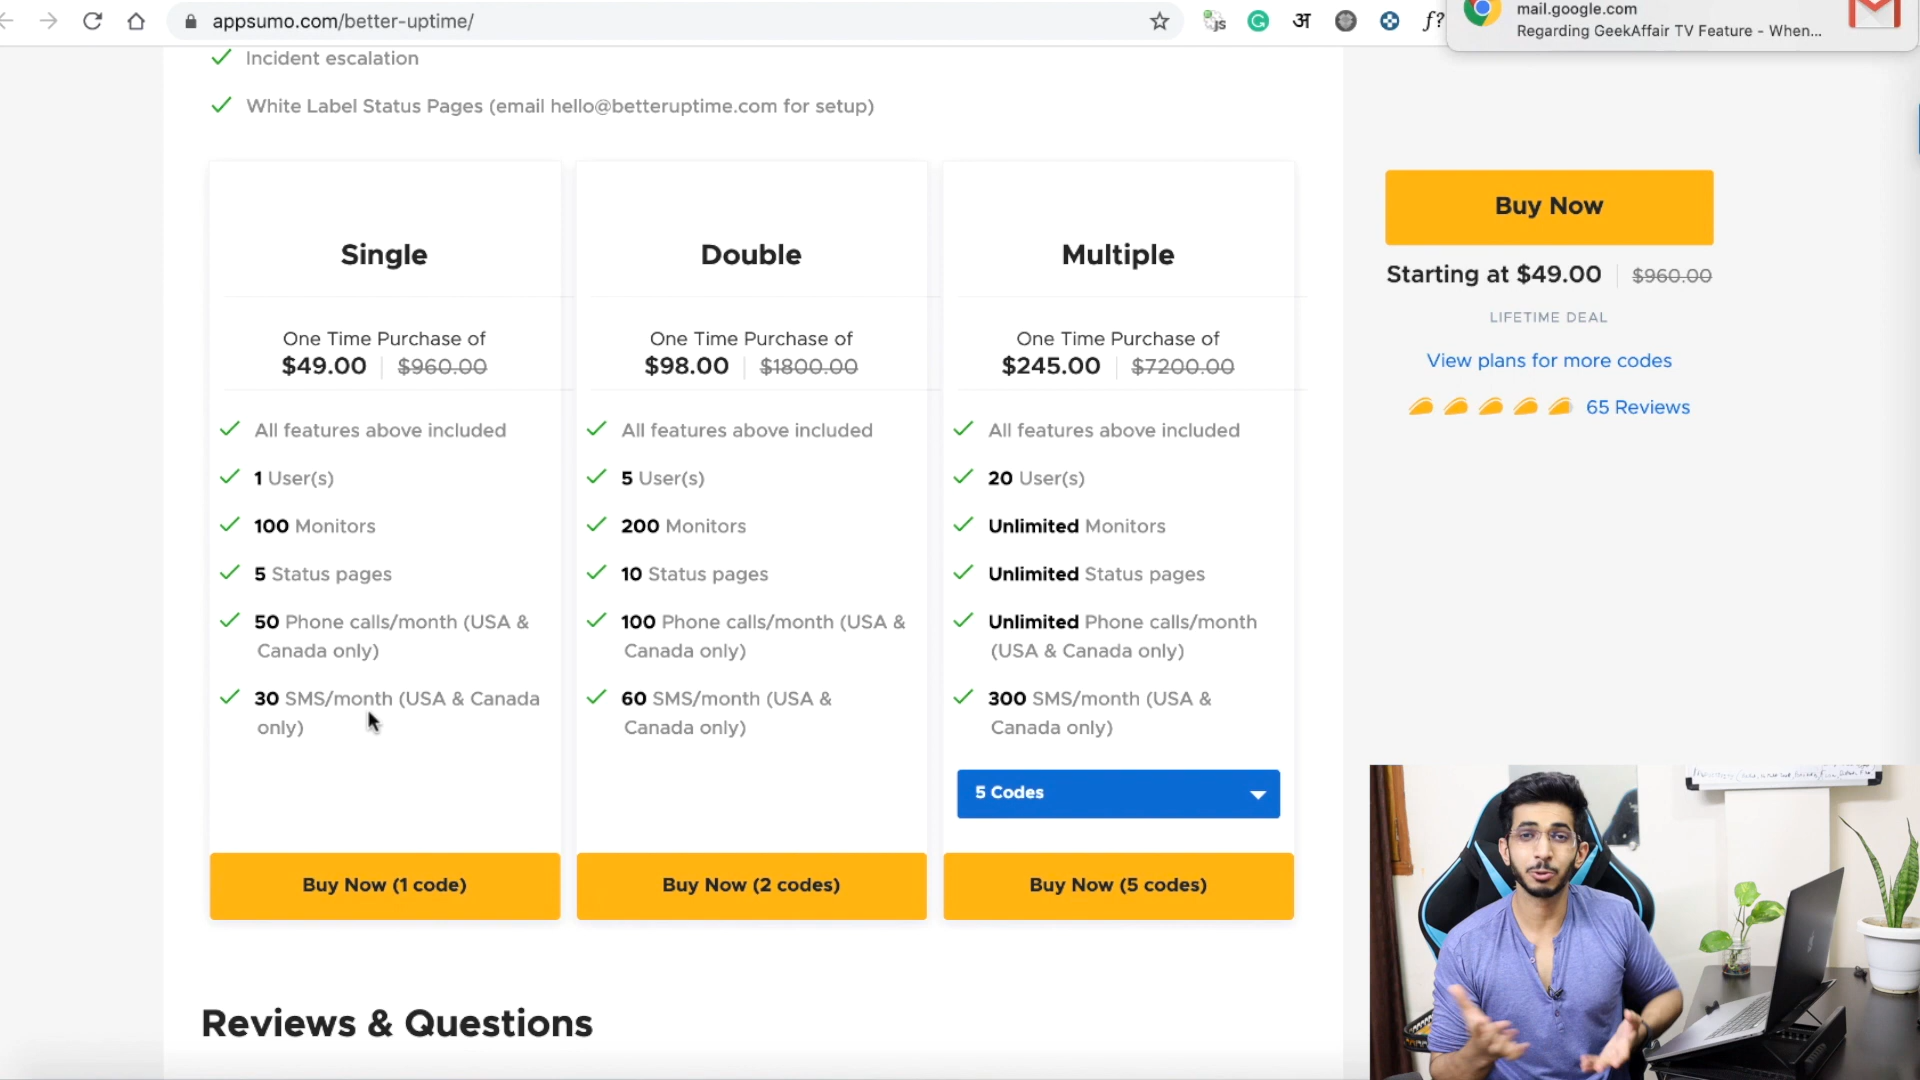 appsumo.com/better-uptime/
js
अ
f?
mail.google.com
Regarding GeekAffair TV Feature - When...
Incident escalation
White Label Status Pages (email hello@betteruptime.com for setup)
Single
One Time Purchase of
$49.00 $960.00
All features above included
1 User(s)
100 Monitors
5 Status pages
50 Phone calls/month (USA &
Canada only)
30 SMS/month (USA & Canada
only)
Buy Now (1 code)
Double
One Time Purchase of
$98.00 $1800.00
All features above included
5 User(s)
200 Monitors
10 Status pages
100 Phone calls/month (USA &
Canada only)
60 SMS/month (USA &
Canada only)
Buy Now (2 codes)
Multiple
One Time Purchase of
$245.00 $7200.00
All features above included
20 User(s)
Unlimited Monitors
Unlimited Status pages
Unlimited Phone calls/month
(USA & Canada only)
300 SMS/month (USA &
Canada only)
5 Codes
Buy Now (5 codes)
Buy Now
Starting at $49.00 $960.00
LIFETIME DEAL
View plans for more codes
65 Reviews
Reviews & Questions